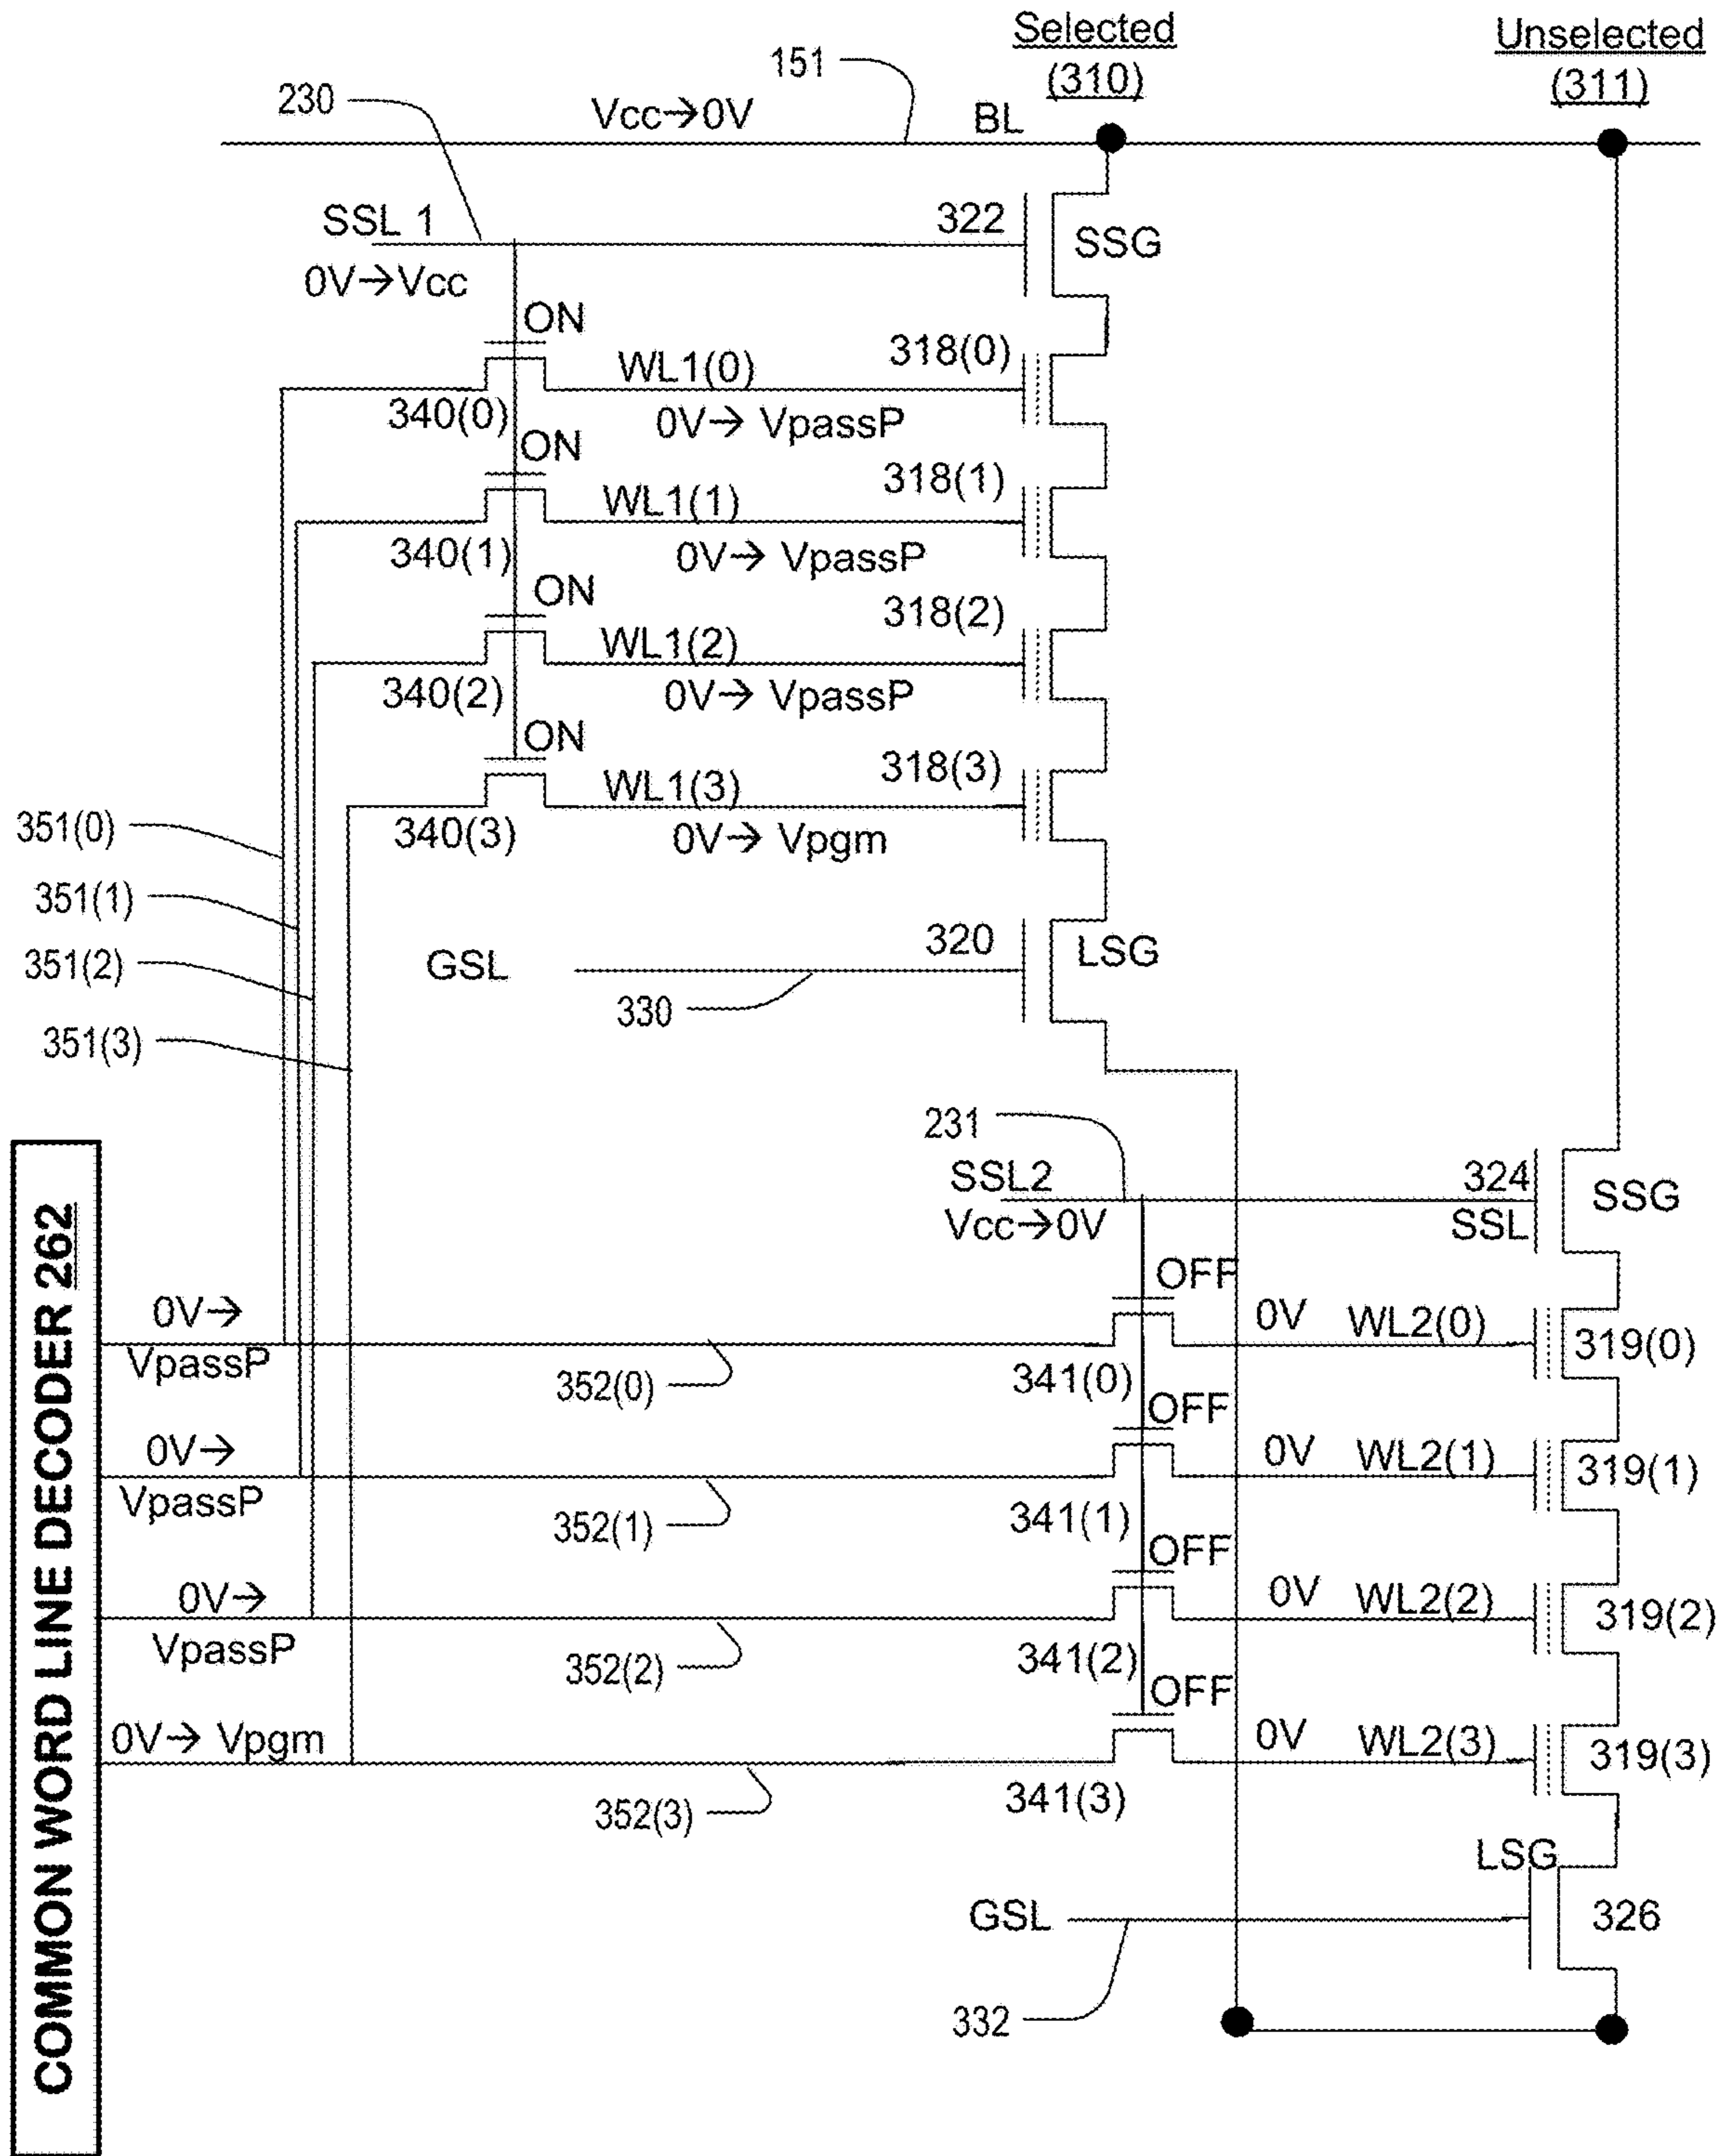 Selected
(310)
Unselected
(311)
151
230
Vcc→0V
BL
SSL 1
0V→Vcc
322
SSG
ON
340(0)
WL1(0)
0V→ VpassP
318(0)
ON
340(1)
WL1(1)
0V→ VpassP
318(1)
ON
340(2)
WL1(2)
0V→ VpassP
318(2)
ON
340(3)
WL1(3)
0V→ Vpgm
318(3)
351(0)
351(1)
351(2)
351(3)
GSL
330
320
LSG
231
SSL2
Vcc→0V
324
SSL
SSG
COMMON WORD LINE DECODER 262
0V→
VpassP
352(0)
OFF
341(0)
0V
WL2(0)
319(0)
0V→
VpassP
352(1)
OFF
341(1)
0V
WL2(1)
319(1)
0V→
VpassP
352(2)
OFF
341(2)
0V
WL2(2)
319(2)
0V→ Vpgm
352(3)
OFF
341(3)
0V
WL2(3)
319(3)
LSG
GSL
332
326